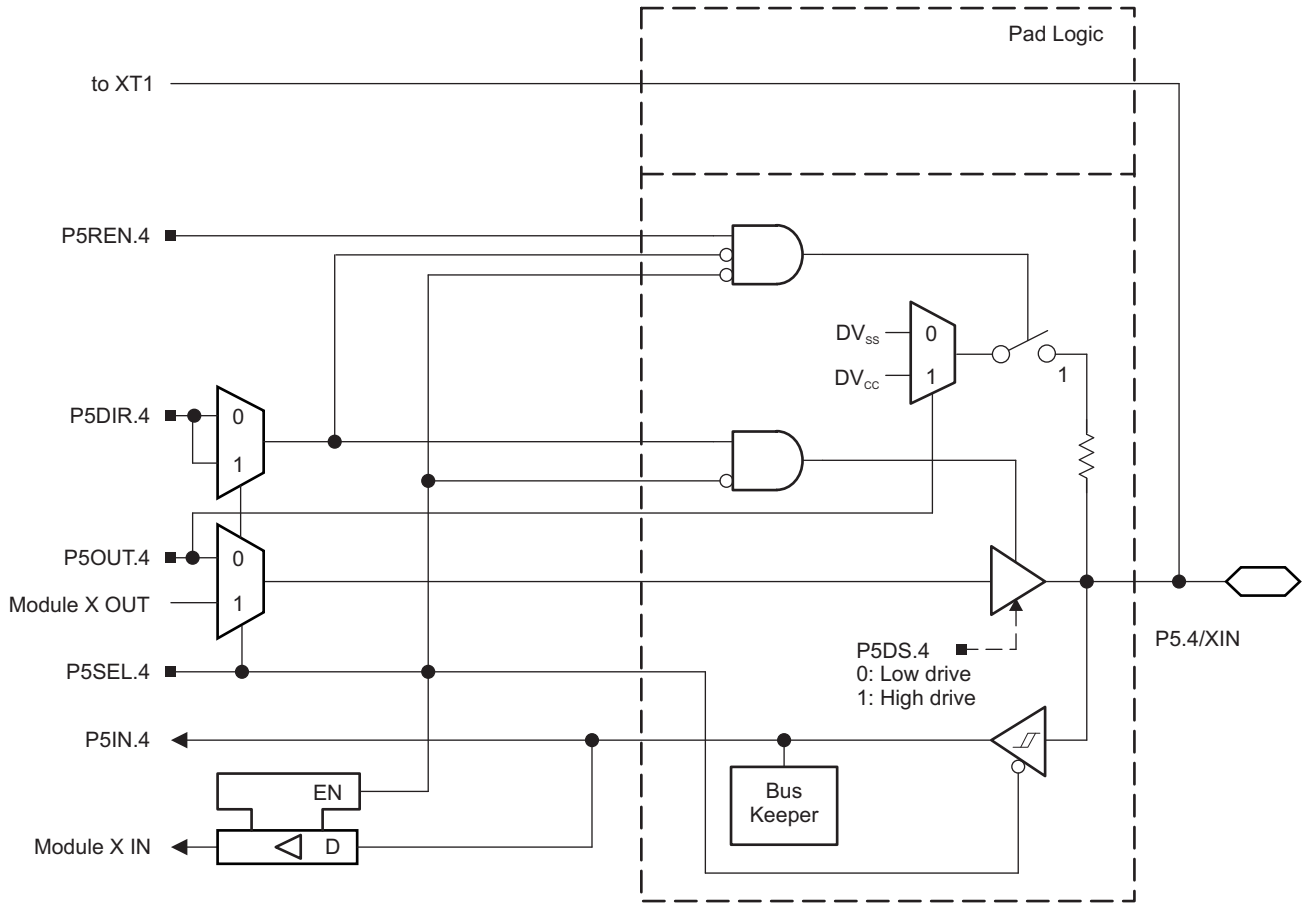 Pad Logic
to XT1
P5REN.4
DVSS
0
DVCC
1
1
P5DIR.4
0
1
P5OUT.4
0
Module X OUT
1
P5SEL.4
P5DS.4
0: Low drive
1: High drive
P5.4/XIN
P5IN.4
Bus
Keeper
EN
Module X IN
D